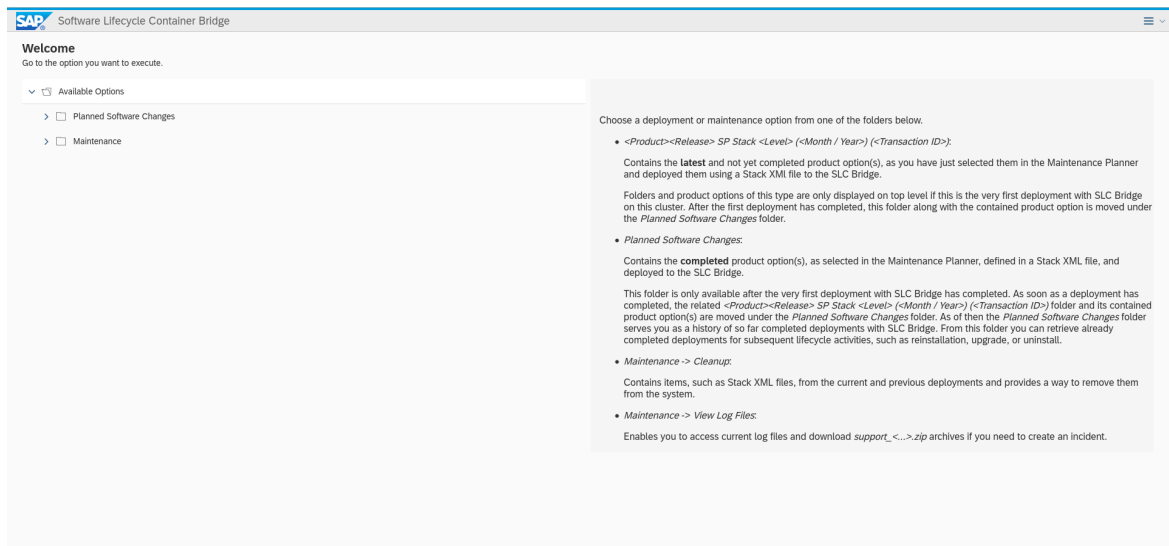 SAP Software Lifecycle Container Bridge
Welcome
Go to the option you want to execute.
Available Options
Planned Software Changes
Maintenance
Choose a deployment or maintenance option from one of the folders below.
• <Product><Release> SP Stack <Level> (<Month / Year>) (<Transaction ID>):
Contains the latest and not yet completed product option(s), as you have just selected them in the Maintenance Planner
and deployed them using a Stack XMl file to the SLC Bridge.
Folders and product options of this type are only displayed on top level if this is the very first deployment with SLC Bridge
on this cluster. After the first deployment has completed, this folder along with the contained product option is moved under
the Planned Software Changes folder.
• Planned Software Changes:
Contains the completed product option(s), as selected in the Maintenance Planner, defined in a Stack XML file, and
deployed to the SLC Bridge.
This folder is only available after the very first deployment with SLC Bridge has completed. As soon as a deployment has
completed, the related <Product><Release> SP Stack <Level> (<Month / Year>) (<Transaction ID>) folder and its contained
product option(s) are moved under the Planned Software Changes folder. As of then the Planned Software Changes folder
serves you as a history of so far completed deployments with SLC Bridge. From this folder you can retrieve already
completed deployments for subsequent lifecycle activities, such as reinstallation, upgrade, or uninstall.
• Maintenance -> Cleanup:
Contains items, such as Stack XML files, from the current and previous deployments and provides a way to remove them
from the system.
• Maintenance -> View Log Files:
Enables you to access current log files and download support_<...>.zip archives if you need to create an incident.